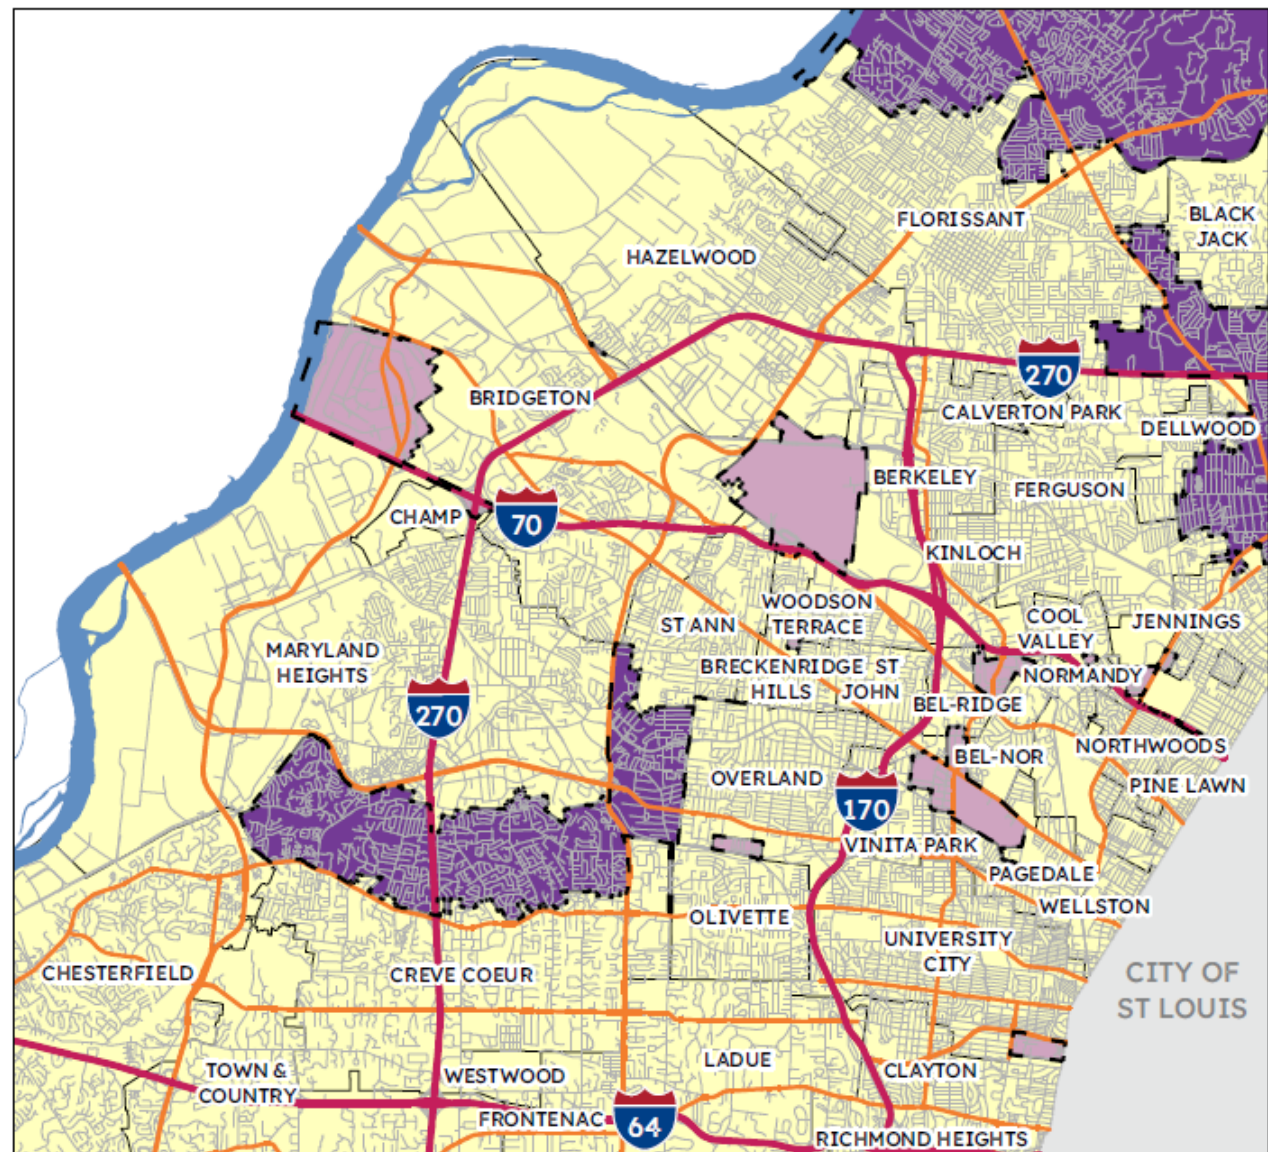 FLORISSANT
BLACK
JACK
HAZELWOOD
270
BRIDGETON
CALVERTON PARK
DELLWOOD
BERKELEY
FERGUSON
CHAMP
70
KINLOCH
WOODSON
TERRACE
ST ANN
COOL
VALLEY
JENNINGS
MARYLAND
HEIGHTS
BRECKENRIDGE
HILLS
ST
JOHN
NORMANDY
270
BEL-RIDGE
BEL-NOR
NORTHWOODS
OVERLAND
PINE LAWN
170
VINITA PARK
PAGEDALE
WELLSTON
OLIVETTE
UNIVERSITY
CITY
CHESTERFIELD
CREVE COEUR
CITY OF
ST LOUIS
LADUE
TOWN &
COUNTRY
WESTWOOD
CLAYTON
FRONTENAC
64
RICHMOND HEIGHTS